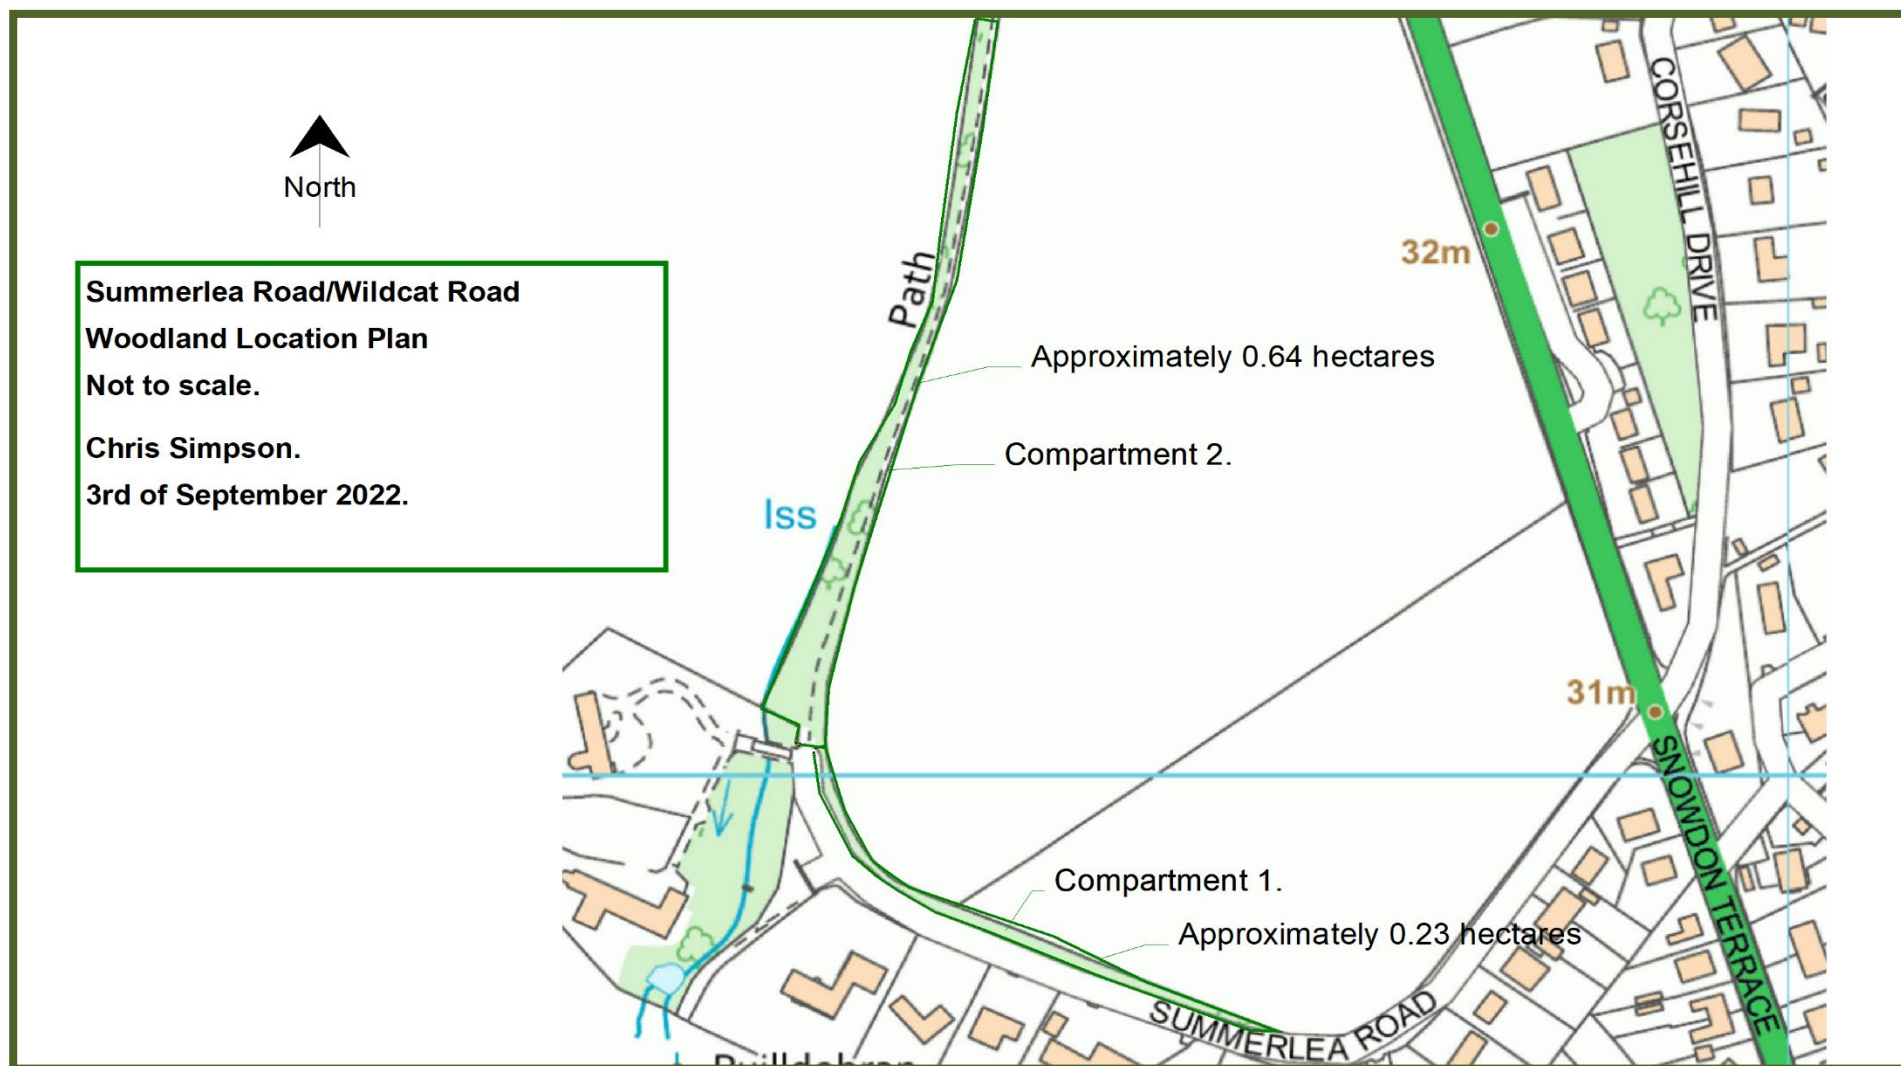 North
Summerlea Road/Wildcat Road
Woodland Location Plan
Not to scale.
Chris Simpson.
3rd of September 2022.
Path
Approximately 0.64 hectares
Compartment 2.
Iss
32m
CORSEHILL DRIVE
31m
SNOWDON TERRACE
Compartment 1.
Approximately 0.23 hectares
SUMMERLEA ROAD